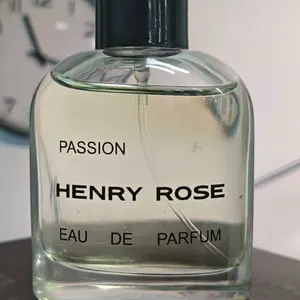 PASSION
HENRY ROSE
EAU DE PARFUM